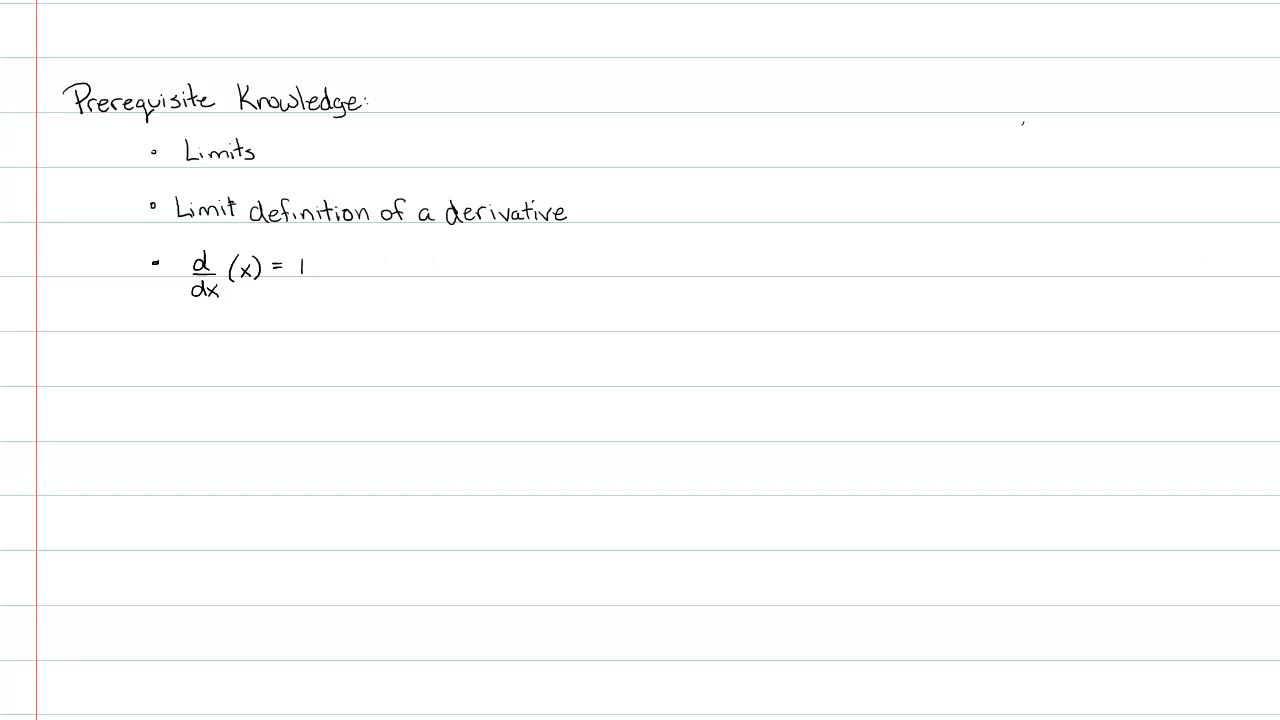 Prerequisite Knowledge:
• Limits
• Limit definition of a derivative
• d/dx (x) = 1